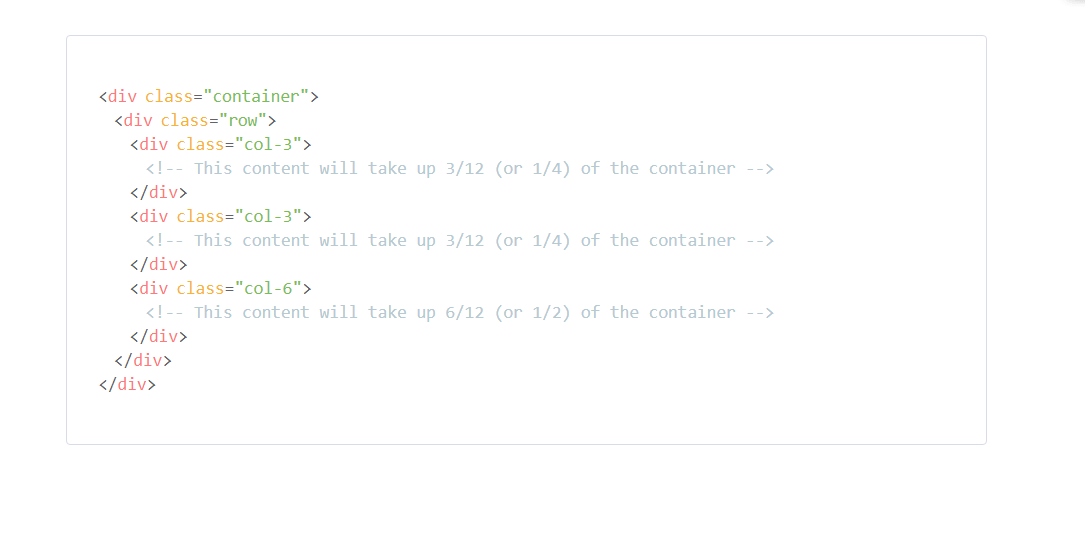 <div class="container">
  <div class="row">
    <div class="col-3">
      <!-- This content will take up 3/12 (or 1/4) of the container -->
    </div>
    <div class="col-3">
      <!-- This content will take up 3/12 (or 1/4) of the container -->
    </div>
    <div class="col-6">
      <!-- This content will take up 6/12 (or 1/2) of the container -->
    </div>
  </div>
</div>